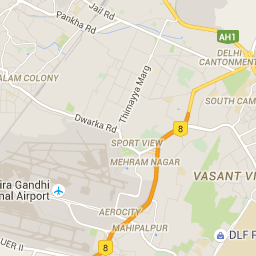 Jail Rd
Pankha Rd
AH1
DELHI
CANTONMENT
Thimayya Marg
ALAM COLONY
SOUTH CAM
Dwarka Rd
8
SPORT VIEW
MEHRAM NAGAR
VASANT VI
ira Gandhi
nal Airport
AEROCITY
MAHIPALPUR
UER II
8
DLF P